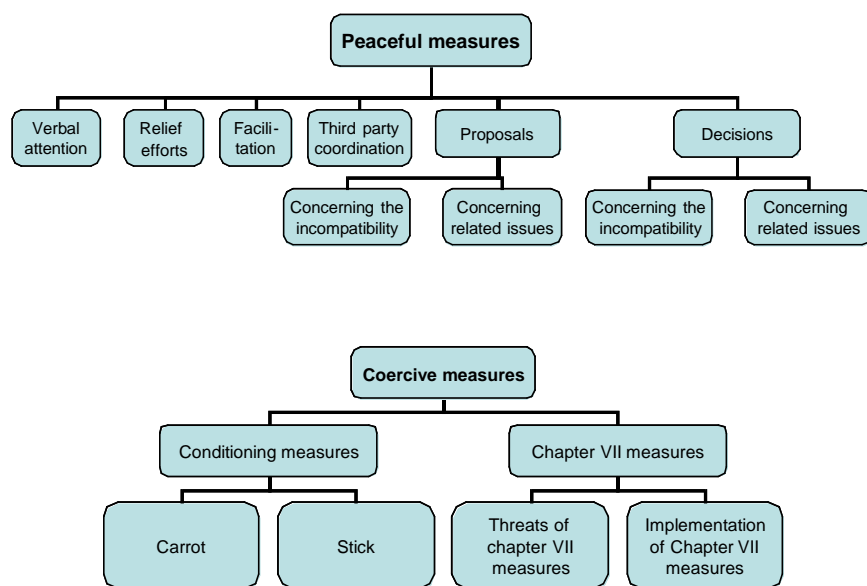 Peaceful measures
Verbal
attention
Relief
efforts
Facili-
tation
Third party
coordination
Proposals
Decisions
Concerning the
incompatibility
Concerning
related issues
Concerning the
incompatibility
Concerning
related issues
Coercive measures
Conditioning measures
Chapter VII measures
Carrot
Stick
Threats of
chapter VII
measures
Implementation
of Chapter VII
measures